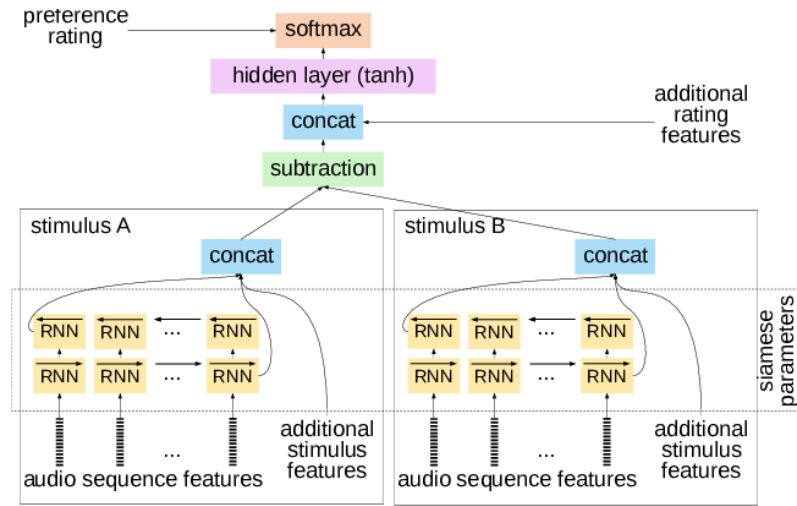 preference
rating
softmax
hidden layer (tanh)
concat
additional
rating
features
subtraction
stimulus A
concat
RNN RNN ... RNN
RNN RNN ... RNN
...
additional
stimulus
features
audio sequence features
stimulus B
concat
RNN RNN ... RNN
RNN RNN ... RNN
...
additional
stimulus
features
audio sequence features
siamese
parameters